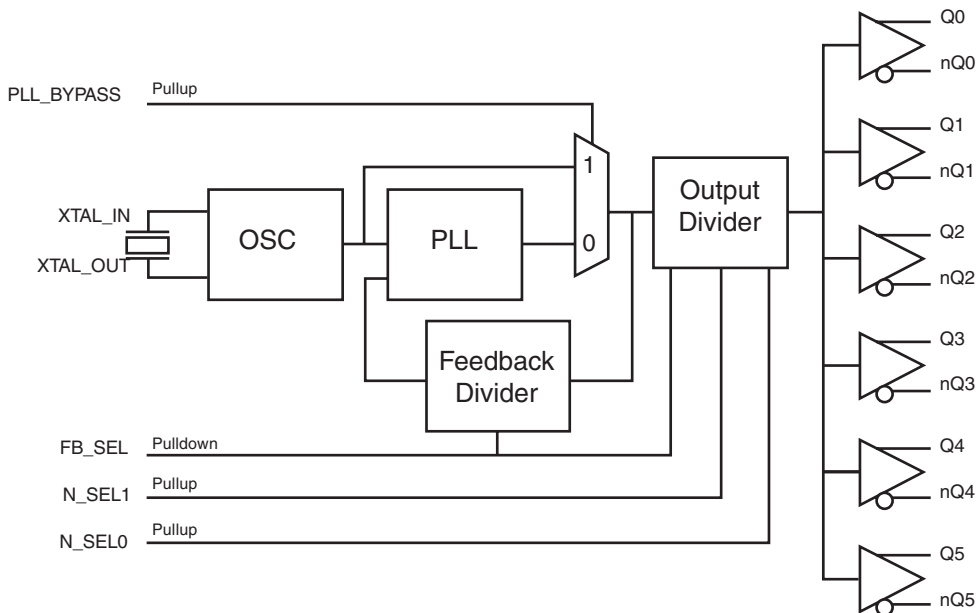 PLL_BYPASS
Pullup
XTAL_IN
XTAL_OUT
OSC
PLL
1
0
Output
Divider
Feedback
Divider
FB_SEL
Pulldown
N_SEL1
Pullup
N_SEL0
Pullup
Q0
nQ0
Q1
nQ1
Q2
nQ2
Q3
nQ3
Q4
nQ4
Q5
nQ5